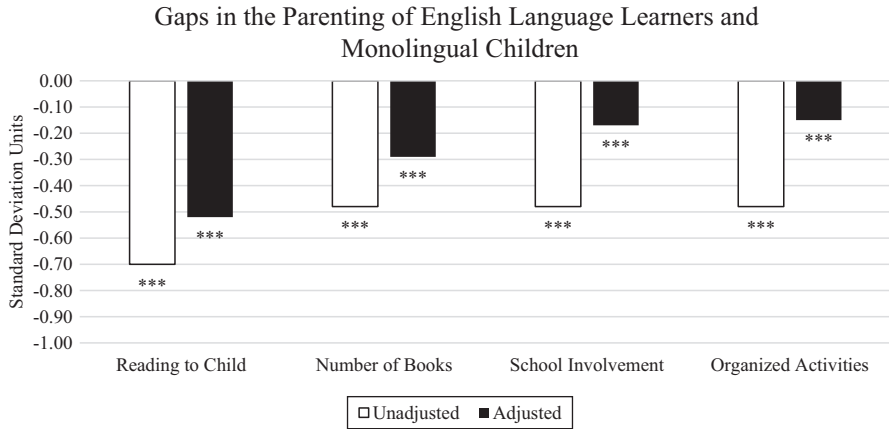 Gaps in the Parenting of English Language Learners and
Monolingual Children
Standard Deviation Units
0.00
-0.10
-0.20
-0.30
-0.40
-0.50
-0.60
-0.70
-0.80
-0.90
-1.00
***
***
***
***
***
***
***
***
Reading to Child
Number of Books
School Involvement
Organized Activities
Unadjusted
Adjusted